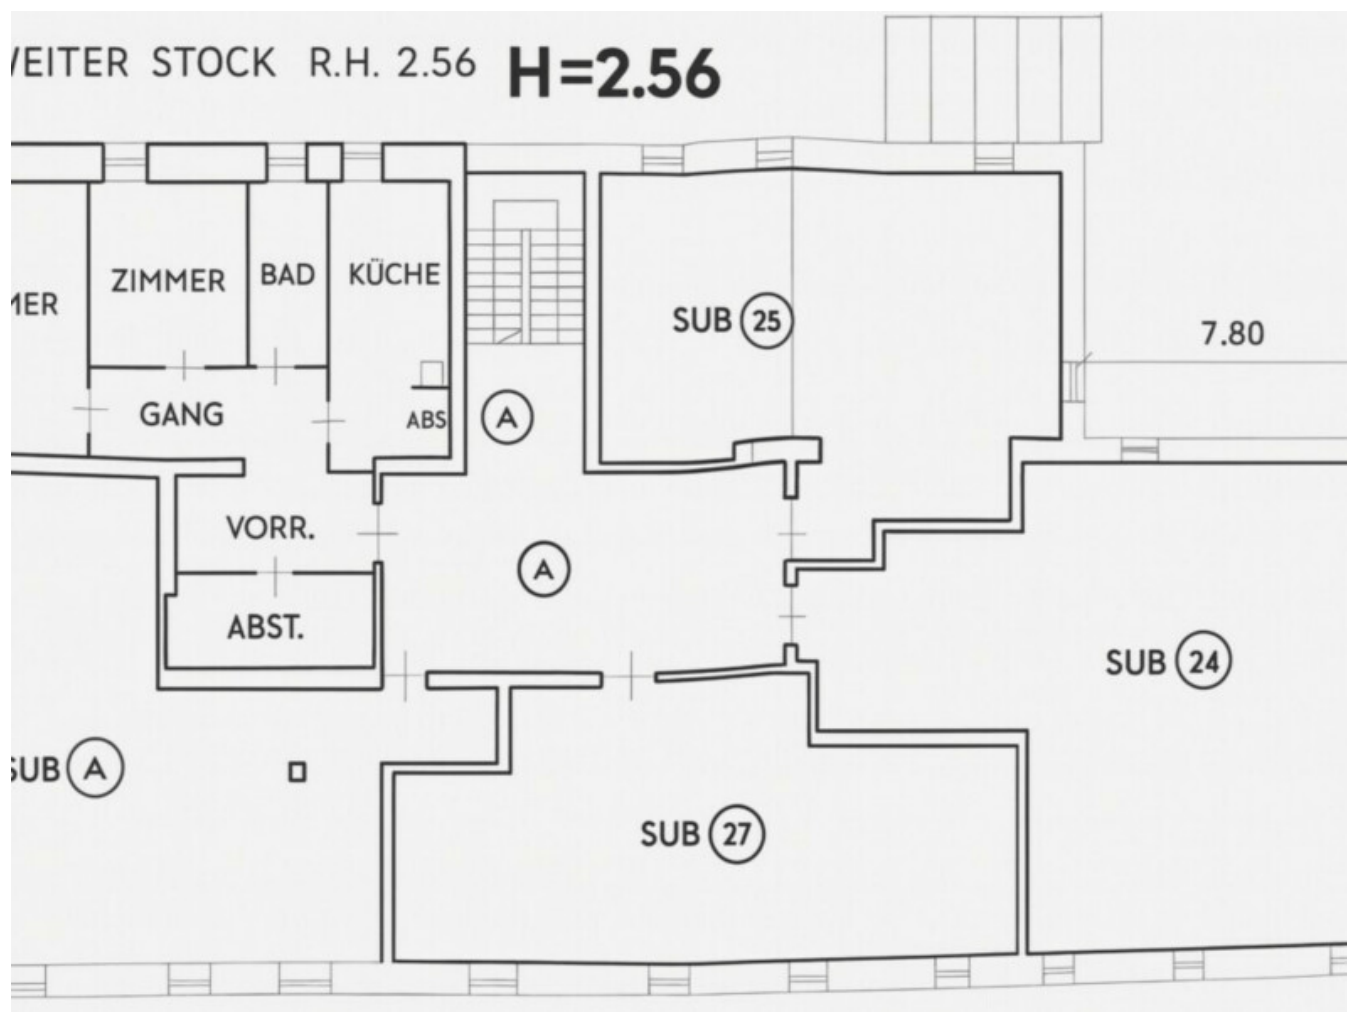 WEITER STOCK R.H. 2.56 H=2.56
ZIMMER BAD KÜCHE
MER
SUB 25
7.80
GANG ABS A
VORR.
A
ABST.
SUB 24
SUB A
SUB 27